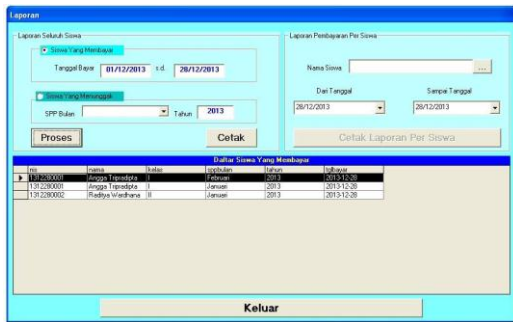 Laporan
Laporan Seluruh Siswa
Siswa Yang Membayar
Tanggal Bayar 01/12/2013 s.d. 28/12/2013
Siswa Yang Menunggak
SPP Bulan Tahun 2013
Proses Cetak
Laporan Pembayaran Per Siswa
Nama Siswa ...
Dari Tanggal Sampai Tanggal
28/12/2013 28/12/2013
Cetak Laporan Per Siswa
Daftar Siswa Yang Membayar
nis nama kelas sppbulan tahun tglbayar
1312280001 Angga Tripradipta I Februari 2013 2013-12-28
1312280001 Angga Tripradipta I Januari 2013 2013-12-28
1312280002 Raditya Wardhana II Januari 2013 2013-12-28
Keluar